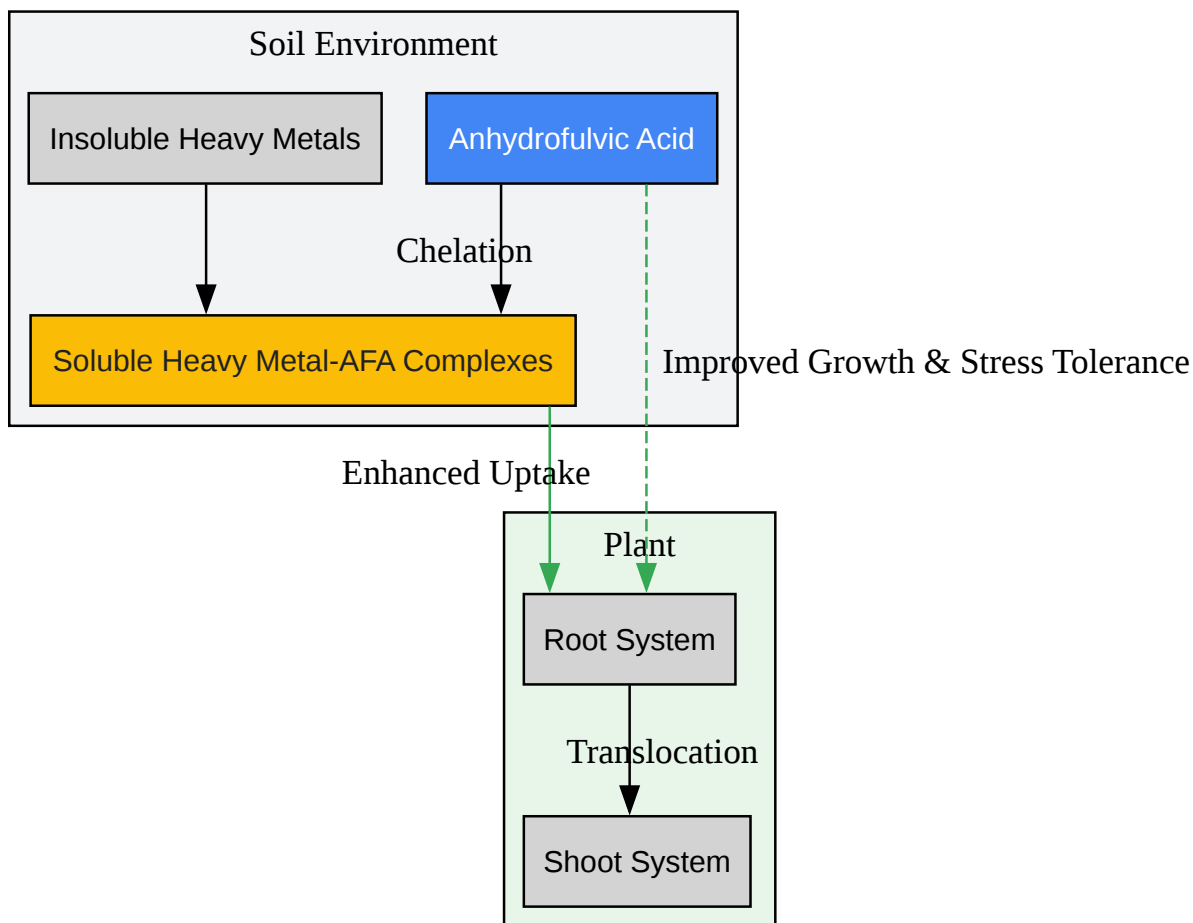 Soil Environment
Insoluble Heavy Metals
Anhydrofulvic Acid
Chelation
Soluble Heavy Metal-AFA Complexes
Improved Growth & Stress Tolerance
Enhanced Uptake
Plant
Root System
Translocation
Shoot System